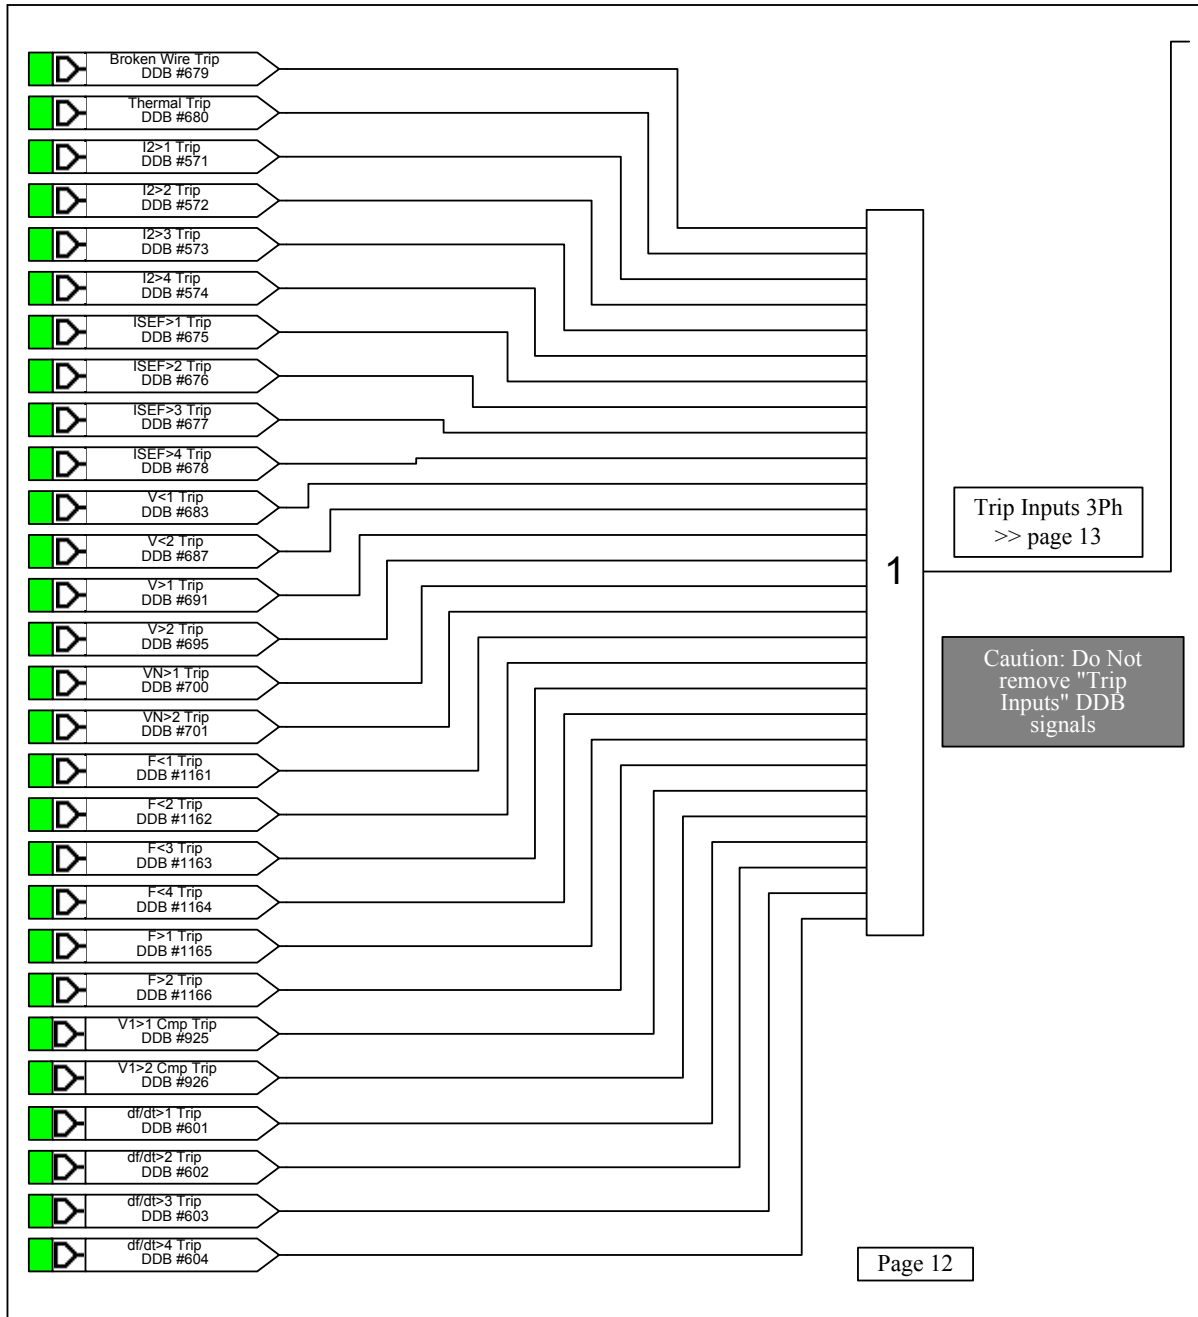 Broken Wire Trip
DDB #679
Thermal Trip
DDB #680
I2>1 Trip
DDB #571
I2>2 Trip
DDB #572
I2>3 Trip
DDB #573
I2>4 Trip
DDB #574
ISEF>1 Trip
DDB #675
ISEF>2 Trip
DDB #676
ISEF>3 Trip
DDB #677
ISEF>4 Trip
DDB #678
V<1 Trip
DDB #683
V<2 Trip
DDB #687
V>1 Trip
DDB #691
V>2 Trip
DDB #695
VN>1 Trip
DDB #700
VN>2 Trip
DDB #701
F<1 Trip
DDB #1161
F<2 Trip
DDB #1162
F<3 Trip
DDB #1163
F<4 Trip
DDB #1164
F>1 Trip
DDB #1165
F>2 Trip
DDB #1166
V1>1 Cmp Trip
DDB #925
V1>2 Cmp Trip
DDB #926
df/dt>1 Trip
DDB #601
df/dt>2 Trip
DDB #602
df/dt>3 Trip
DDB #603
df/dt>4 Trip
DDB #604
1
Trip Inputs 3Ph
>> page 13
Caution: Do Not
remove "Trip
Inputs" DDB
signals
Page 12